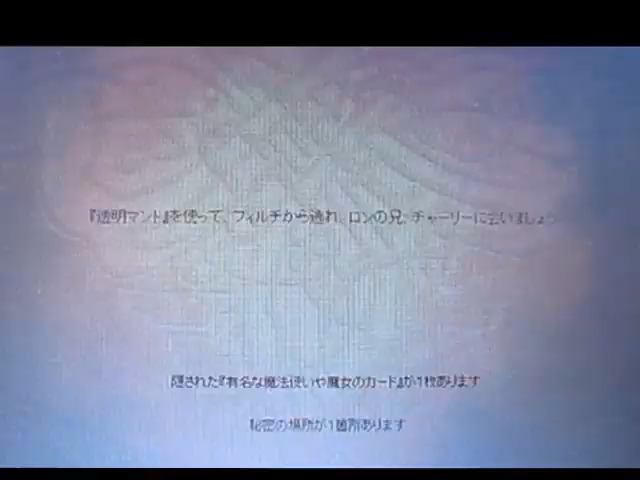 『透明マント』を使って、フィルチから逃れ、ロンの兄、チャーリーに会いましょう
隠された『有名な魔法使いや魔女のカード』が1枚あります
秘密の場所が1箇所あります